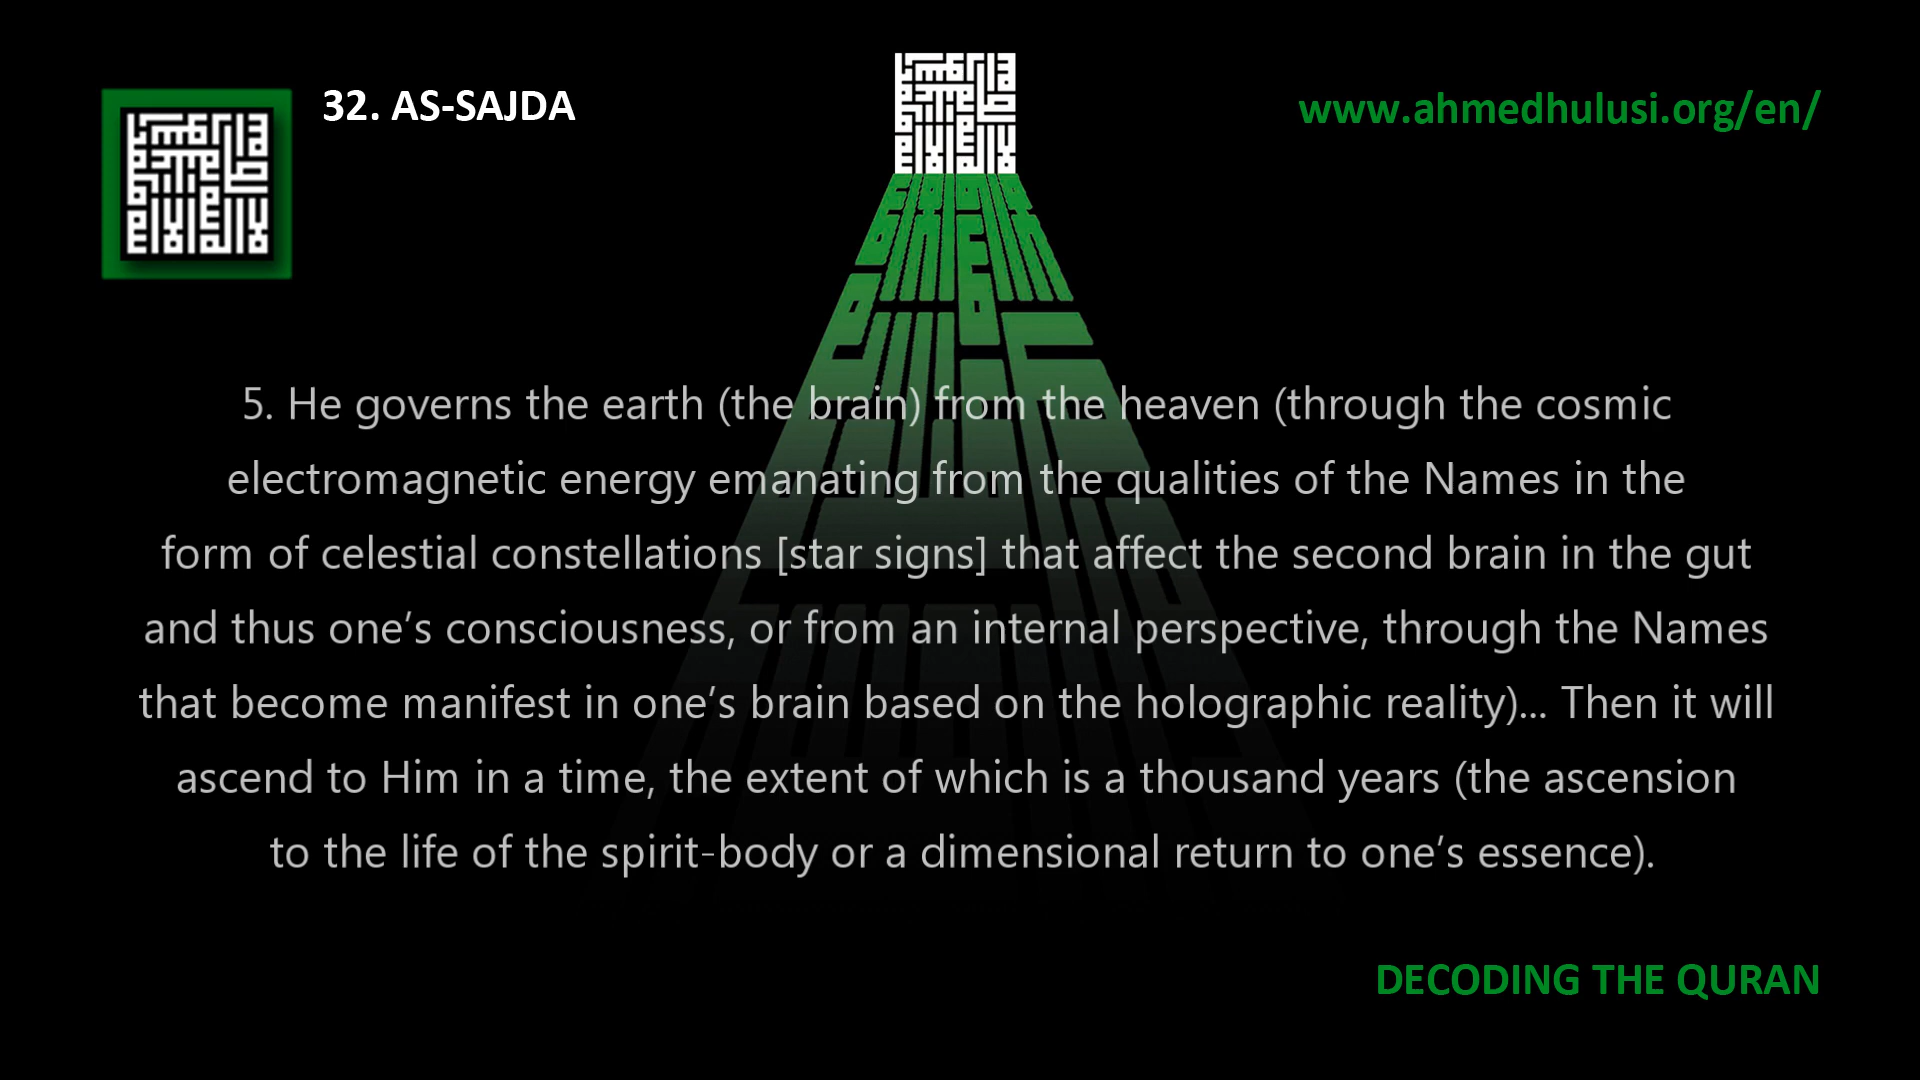 32. AS-SAJDA
www.ahmedhulusi.org/en/
5. He governs the earth (the brain) from the heaven (through the cosmic
electromagnetic energy emanating from the qualities of the Names in the
form of celestial constellations [star signs] that affect the second brain in the gut
and thus one’s consciousness, or from an internal perspective, through the Names
that become manifest in one’s brain based on the holographic reality)... Then it will
ascend to Him in a time, the extent of which is a thousand years (the ascension
to the life of the spirit-body or a dimensional return to one’s essence).
DECODING THE QURAN